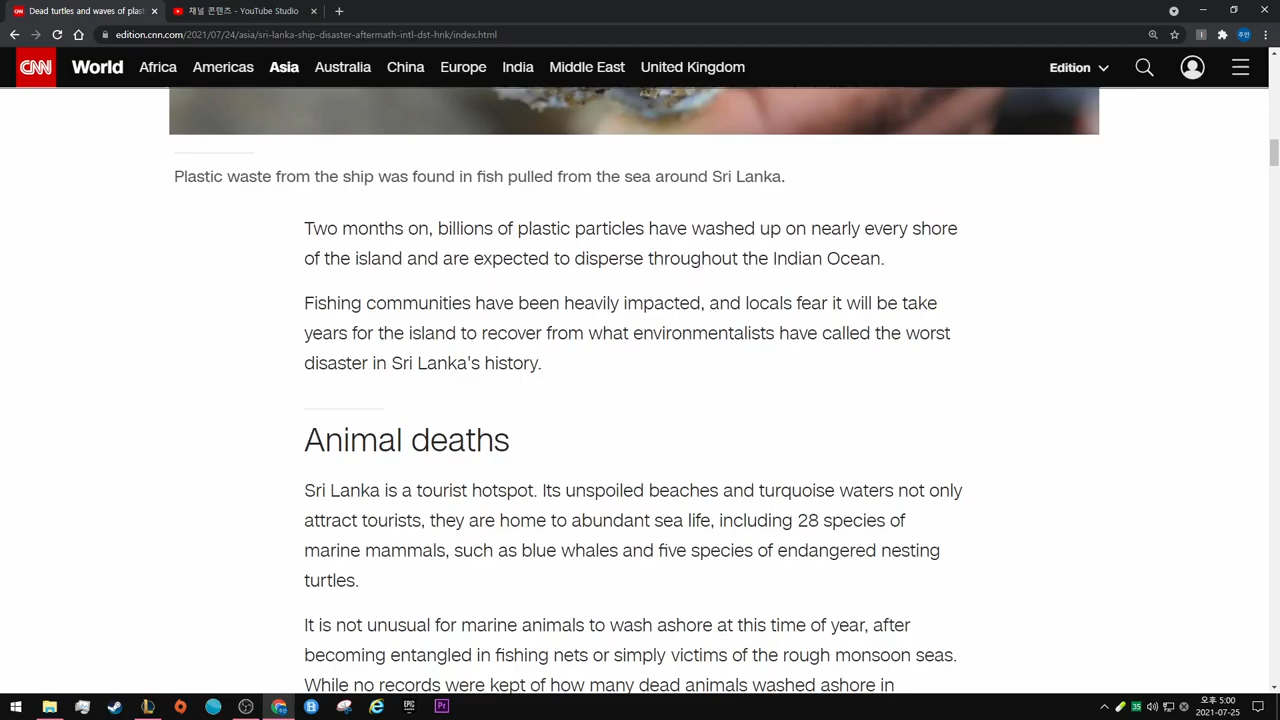 Dead turtles and waves of plast
채널 콘텐츠 - YouTube Studio
edition.cnn.com/2021/07/24/asia/sri-lanka-ship-disaster-aftermath-intl-dst-hnk/index.html
주인
CNN World Africa Americas Asia Australia China Europe India Middle East United Kingdom Edition
Plastic waste from the ship was found in fish pulled from the sea around Sri Lanka.
Two months on, billions of plastic particles have washed up on nearly every shore
of the island and are expected to disperse throughout the Indian Ocean.
Fishing communities have been heavily impacted, and locals fear it will be take
years for the island to recover from what environmentalists have called the worst
disaster in Sri Lanka's history.
Animal deaths
Sri Lanka is a tourist hotspot. Its unspoiled beaches and turquoise waters not only
attract tourists, they are home to abundant sea life, including 28 species of
marine mammals, such as blue whales and five species of endangered nesting
turtles.
It is not unusual for marine animals to wash ashore at this time of year, after
becoming entangled in fishing nets or simply victims of the rough monsoon seas.
While no records were kept of how many dead animals washed ashore in
EPIC
Pr
35
오후 5:00
2021-07-25